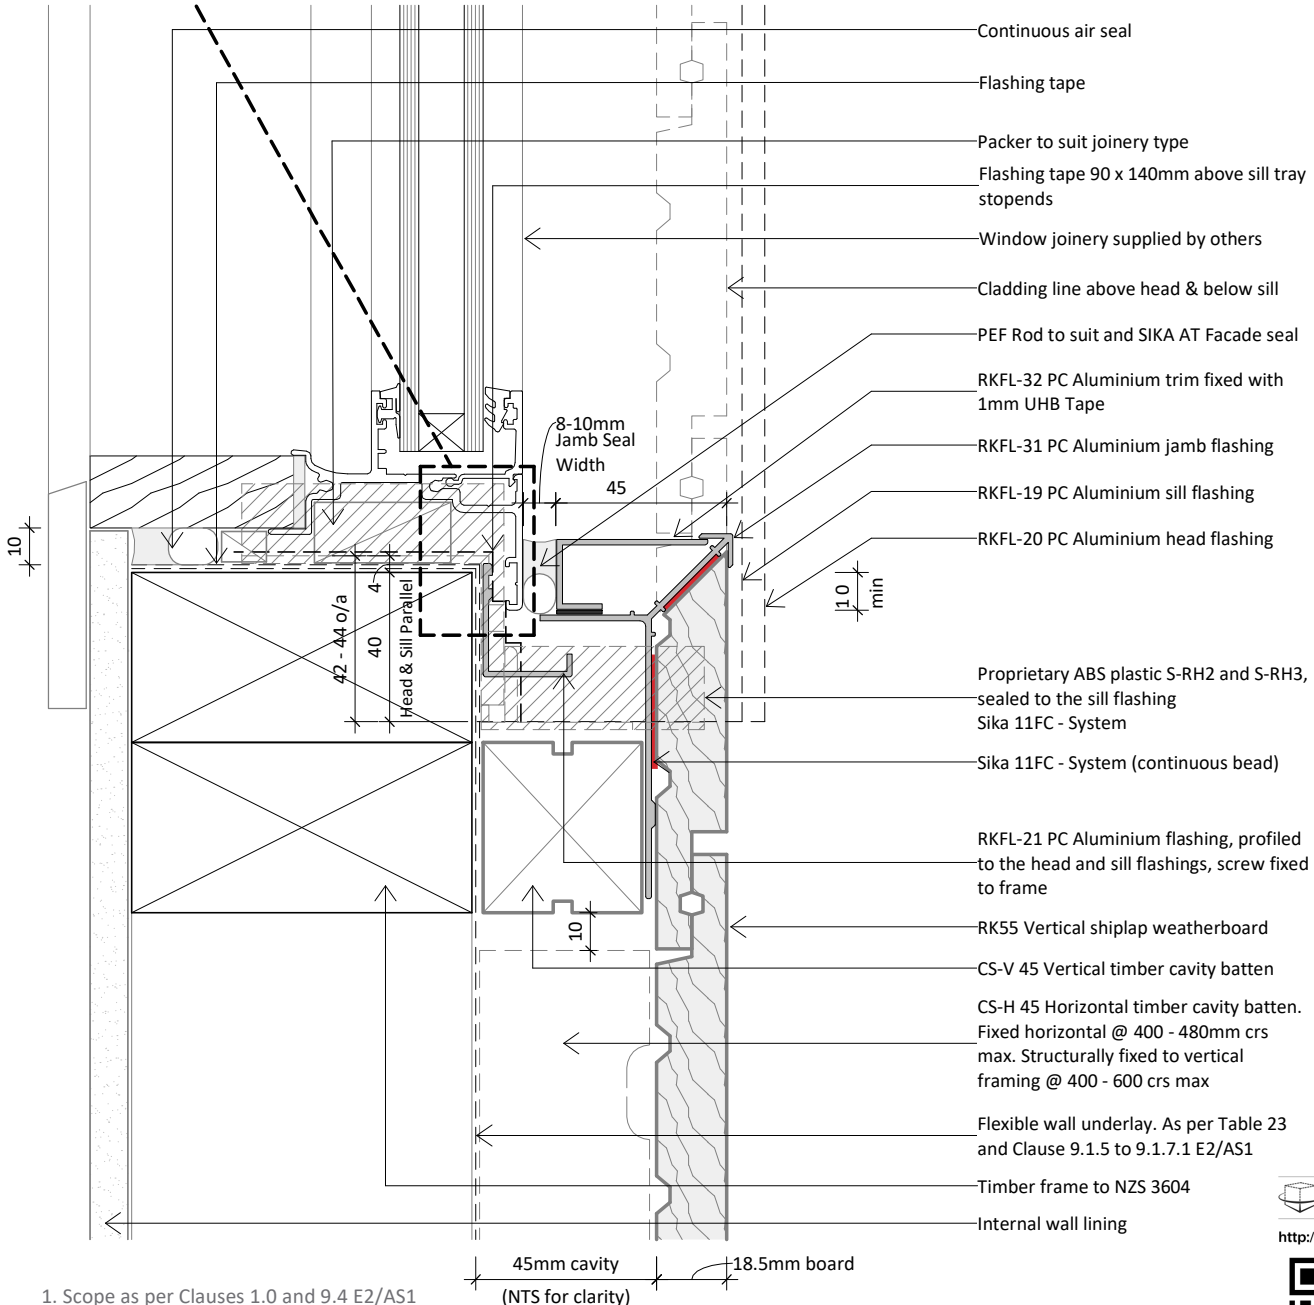 Continuous air seal
Flashing tape
Packer to suit joinery type
Flashing tape 90 x 140mm above sill tray
stopends
Window joinery supplied by others
Cladding line above head & below sill
PEF Rod to suit and SIKA AT Facade seal
RKFL-32 PC Aluminium trim fixed with
1mm UHB Tape
8-10mm
Jamb Seal
Width
45
RKFL-31 PC Aluminium jamb flashing
RKFL-19 PC Aluminium sill flashing
RKFL-20 PC Aluminium head flashing
10
10
min
42 - 44 o/a
4
40
Head & Sill Parallel
Proprietary ABS plastic S-RH2 and S-RH3,
sealed to the sill flashing
Sika 11FC - System
Sika 11FC - System (continuous bead)
RKFL-21 PC Aluminium flashing, profiled
to the head and sill flashings, screw fixed
to frame
RK55 Vertical shiplap weatherboard
10
CS-V 45 Vertical timber cavity batten
CS-H 45 Horizontal timber cavity batten.
Fixed horizontal @ 400 - 480mm crs
max. Structurally fixed to vertical
framing @ 400 - 600 crs max
Flexible wall underlay. As per Table 23
and Clause 9.1.5 to 9.1.7.1 E2/AS1
Timber frame to NZS 3604
Internal wall lining
http:/
45mm cavity
(NTS for clarity)
18.5mm board
1. Scope as per Clauses 1.0 and 9.4 E2/AS1